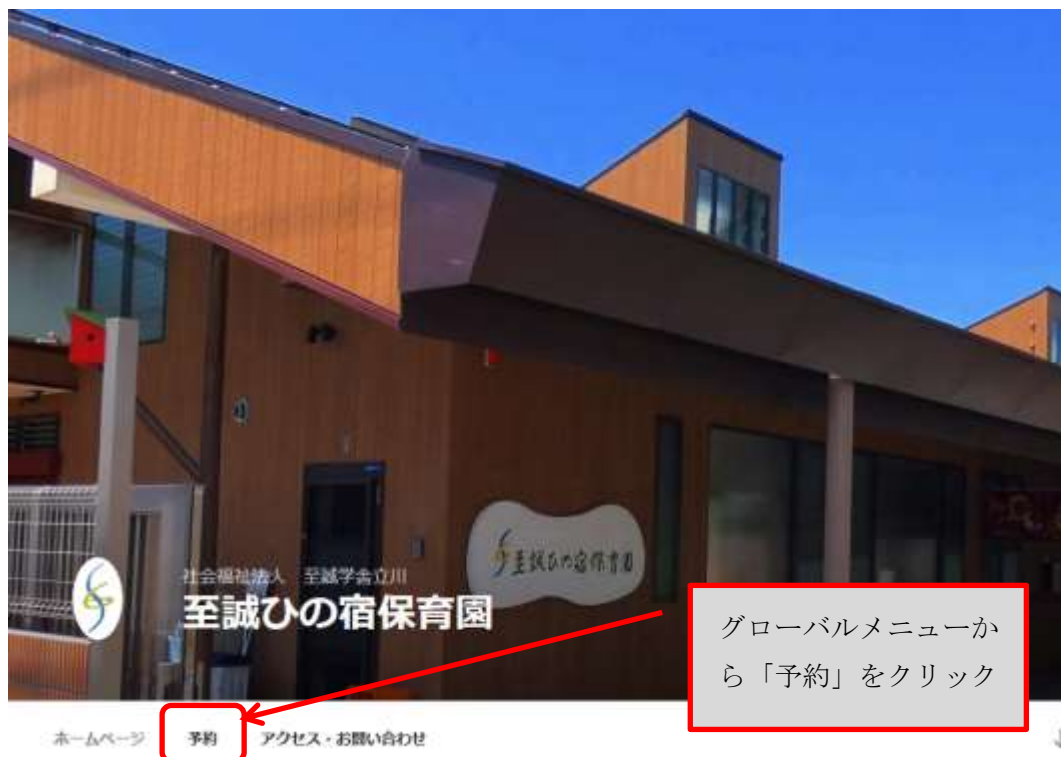 至誠ひの宿保育園
社会福祉法人 至誠学舎立川
至誠ひの宿保育園
グローバルメニューか
ら「予約」をクリック
ホームページ 予約 アクセス・お問い合わせ